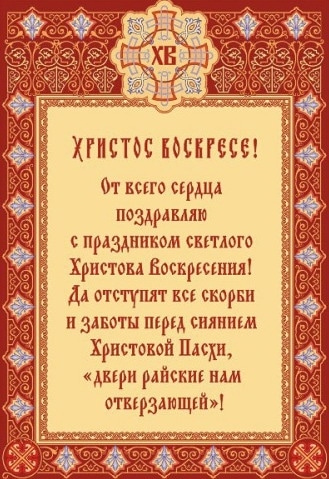 ХВ
ХРИСТОС ВОСКРЕСЕ!
От всего сердца
поздравляю
с праздником светлого
Христова Воскресения!
Да отступят все скорби
и заботы перед сиянием
Христовой Пасхи,
«двери райские нам
отверзающей»!